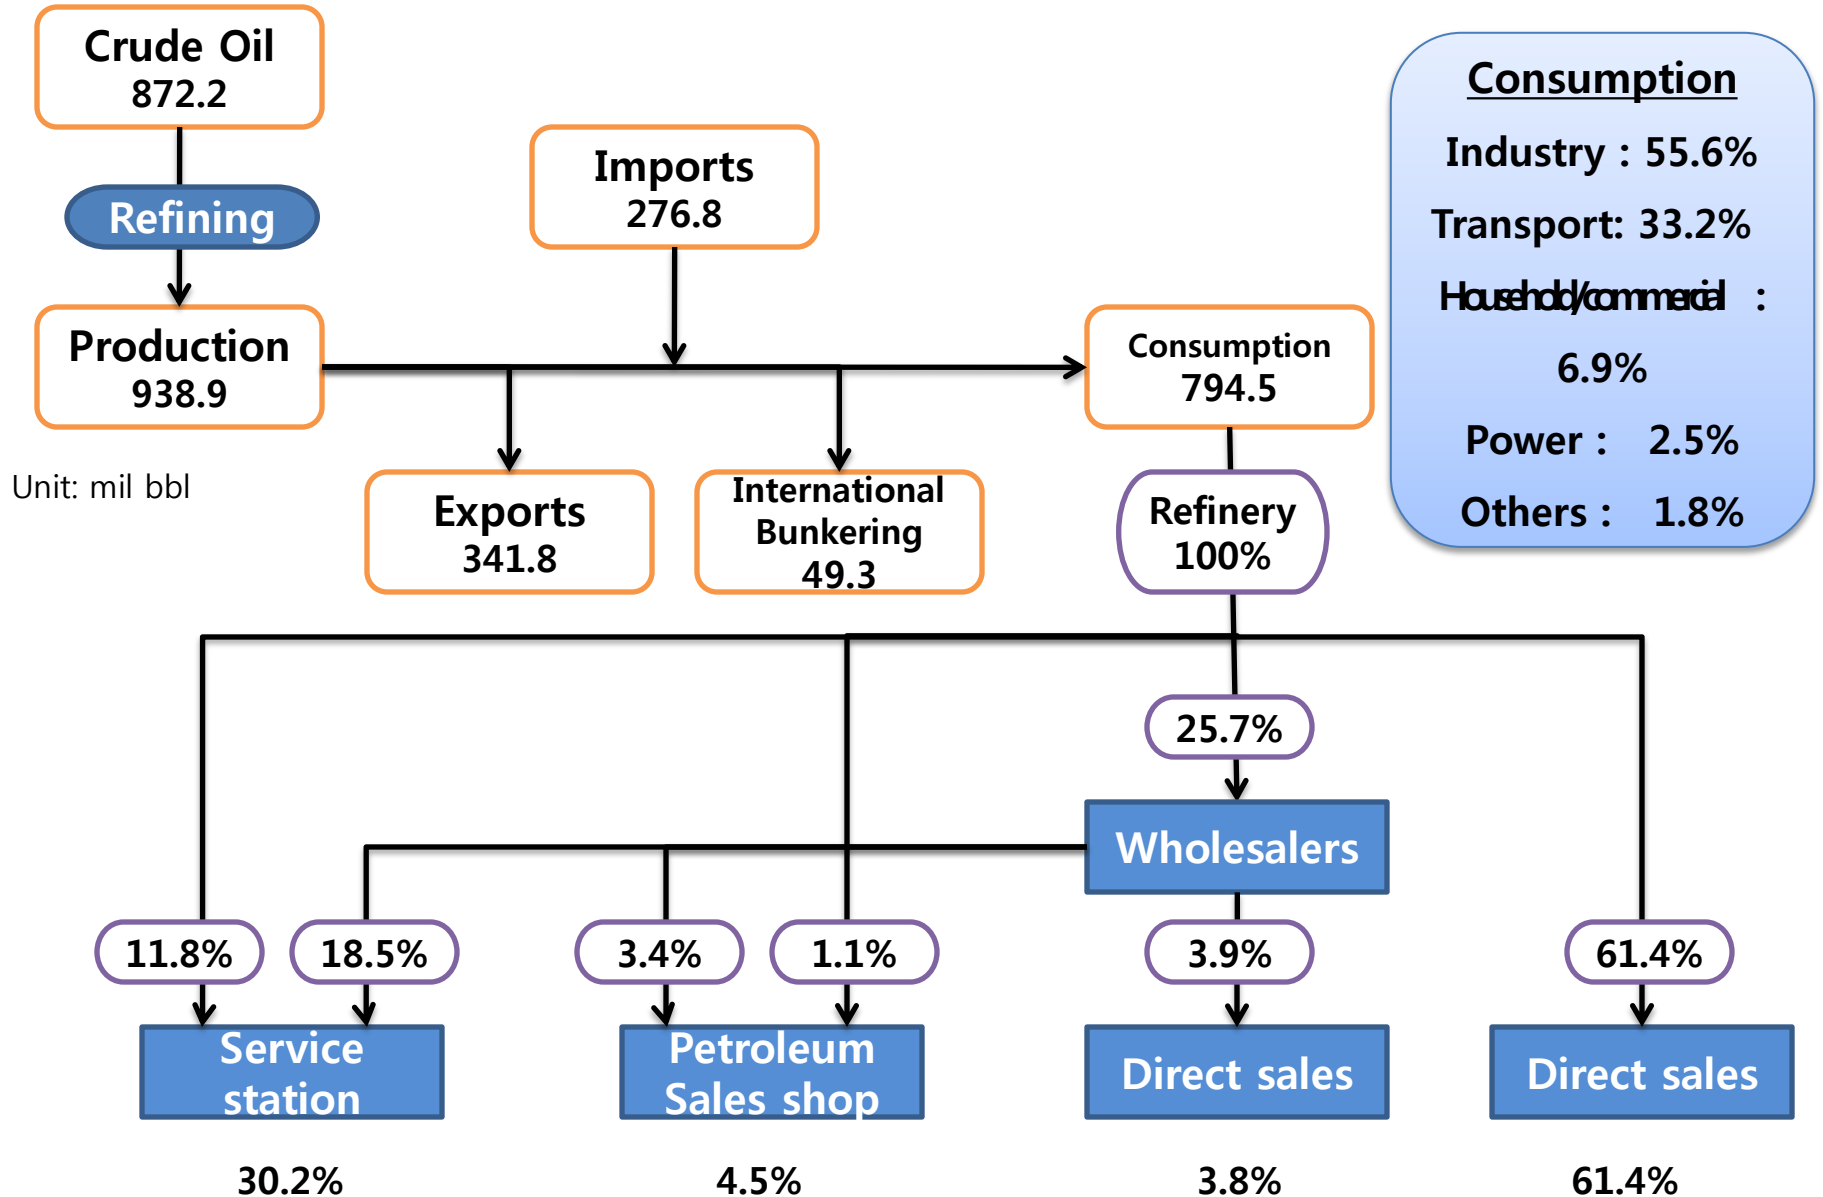 Crude Oil
872.2
Refining
Production
938.9
Unit: mil bbl
Imports
276.8
Exports
341.8
International
Bunkering
49.3
Consumption
794.5
Refinery
100%
Consumption
Industry : 55.6%
Transport: 33.2%
Household/commercial :
6.9%
Power : 2.5%
Others : 1.8%
25.7%
Wholesalers
11.8%
18.5%
3.4%
1.1%
3.9%
61.4%
Service
station
Petroleum
Sales shop
Direct sales
Direct sales
30.2%
4.5%
3.8%
61.4%